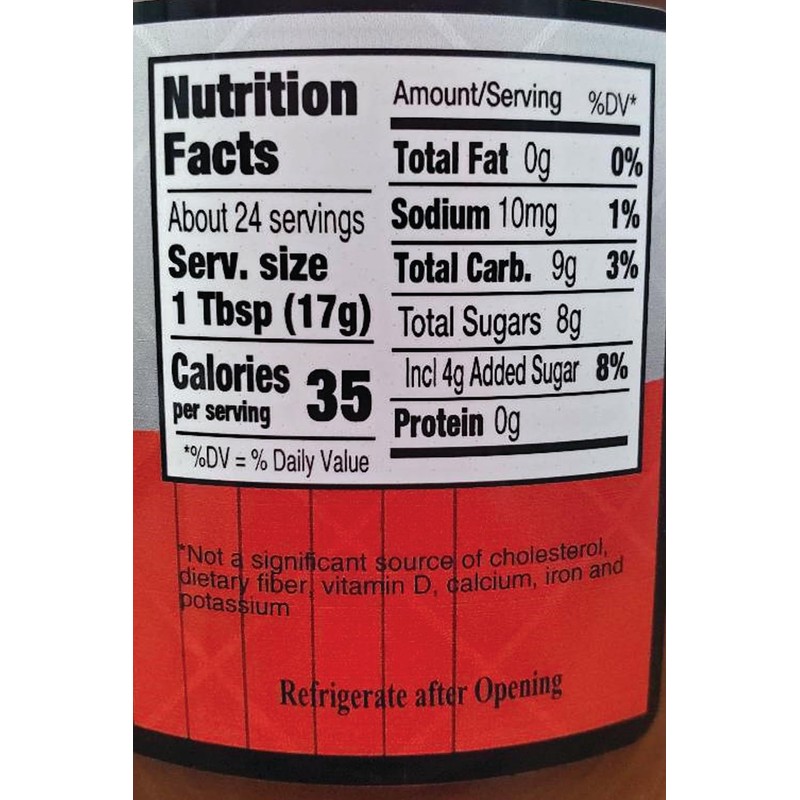 Nutrition
Facts
About 24 servings
Serv. size
1 Tbsp (17g)
Calories 35
per serving
*%DV = % Daily Value
Amount/Serving %DV*
Total Fat 0g 0%
Sodium 10mg 1%
Total Carb. 9g 3%
Total Sugars 8g
Incl 4g Added Sugar 8%
Protein 0g
*Not a significant source of cholesterol,
dietary fiber, vitamin D, calcium, iron and
potassium
Refrigerate after Opening